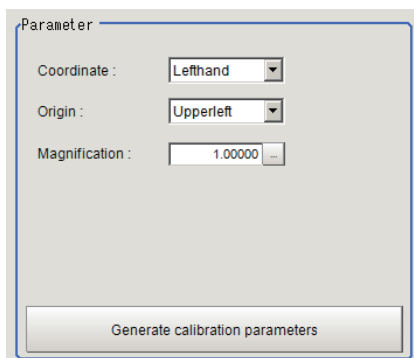 Parameter
Coordinate : Lefthand
Origin : Upperleft
Magnification : 1.00000 ...
Generate calibration parameters